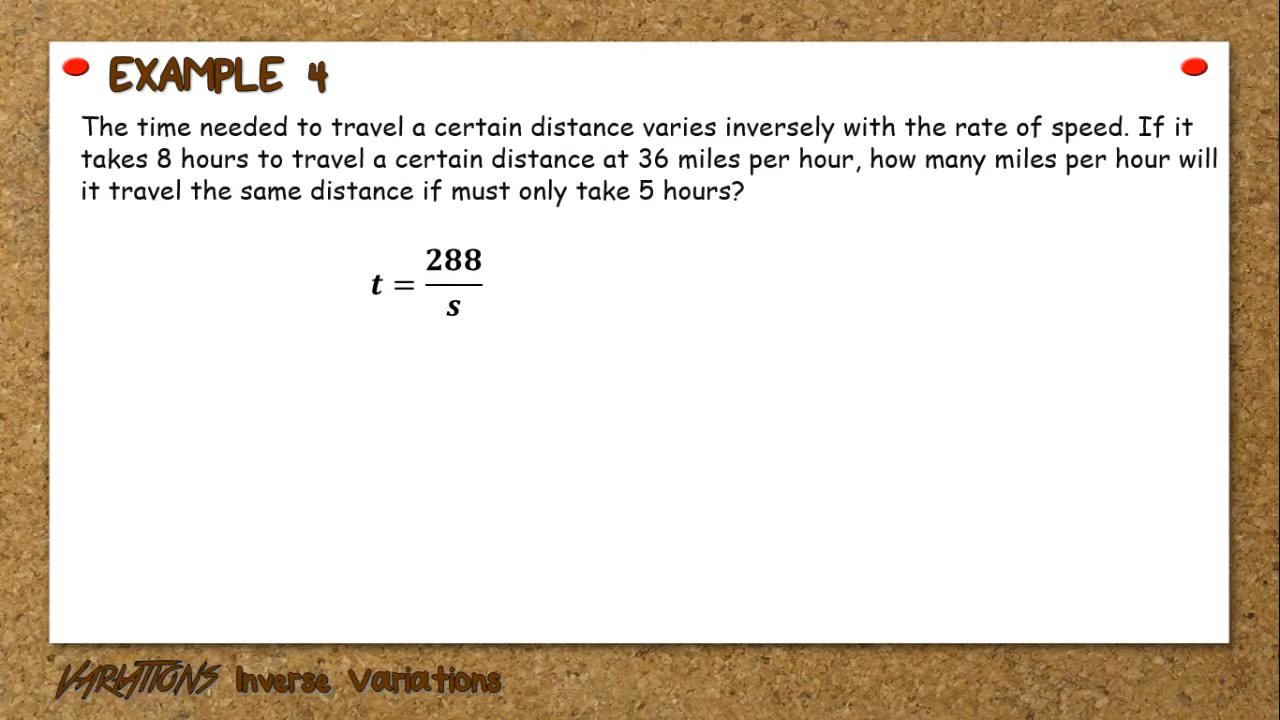 EXAMPLE 4
The time needed to travel a certain distance varies inversely with the rate of speed. If it
takes 8 hours to travel a certain distance at 36 miles per hour, how many miles per hour will
it travel the same distance if must only take 5 hours?
t = 288/s
VARIATIONS Inverse Variations